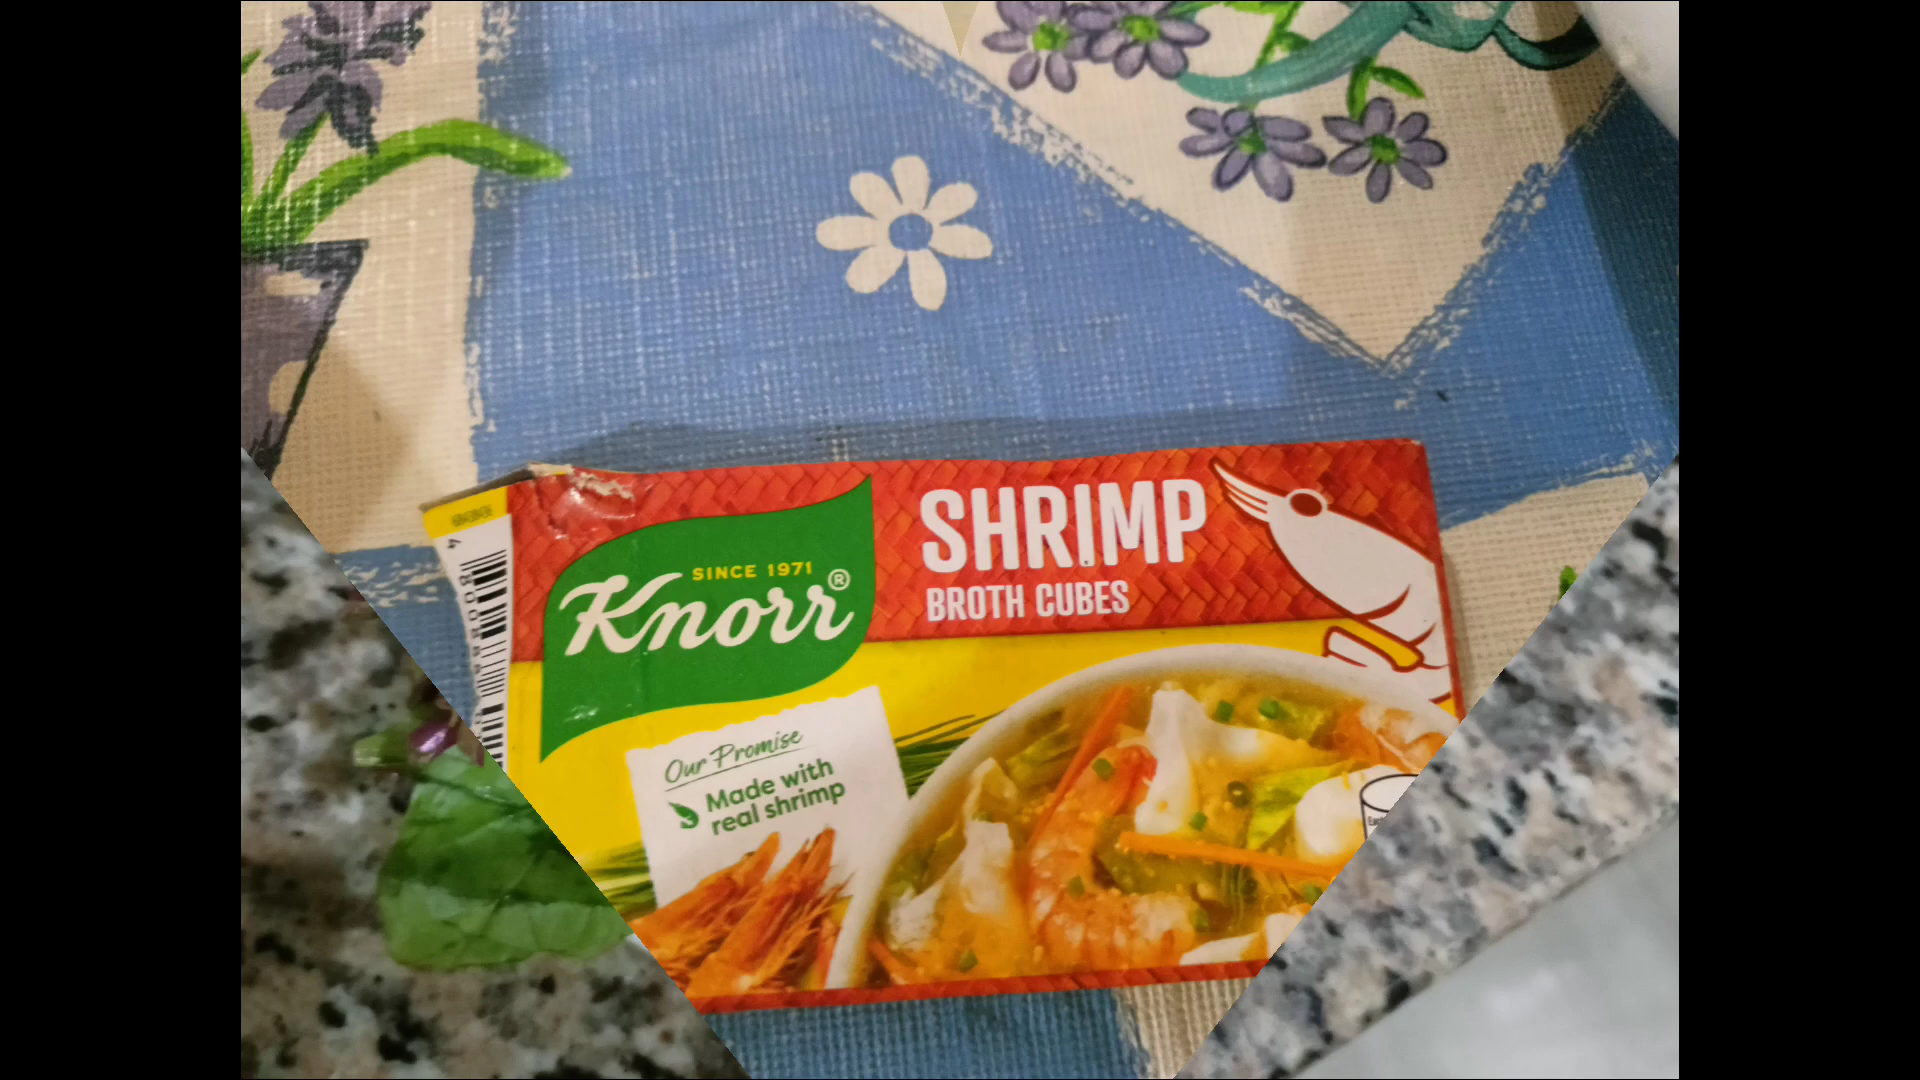 SINCE 1971
Knorr®
SHRIMP
BROTH CUBES
Our Promise
Made with
real shrimp